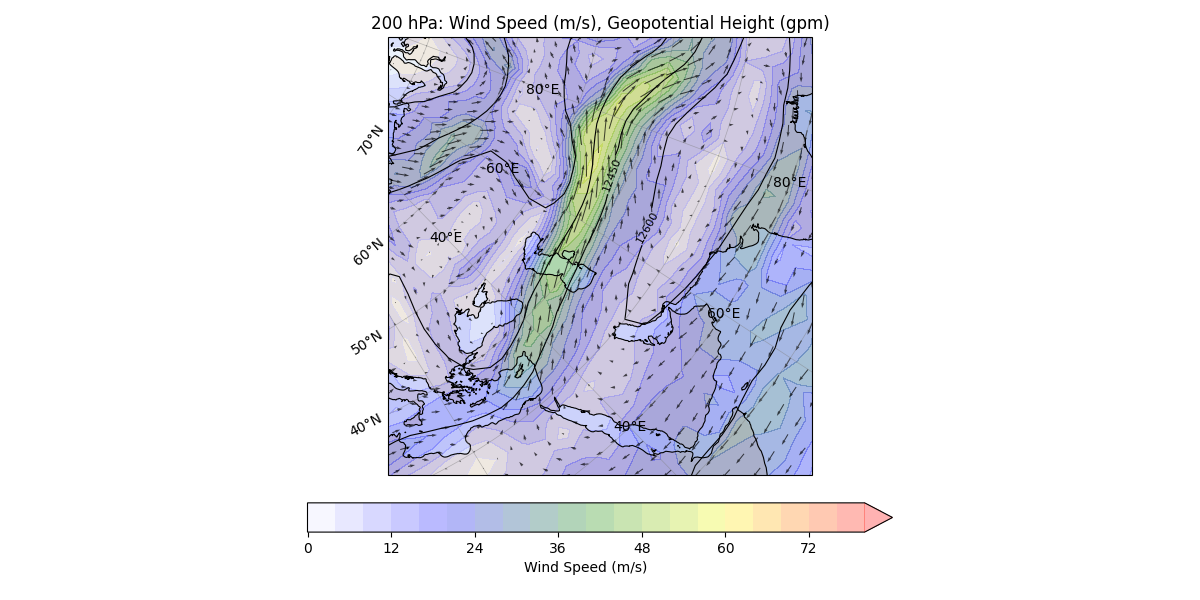 200 hPa: Wind Speed (m/s), Geopotential Height (gpm)
80°E
70°N
60°E
12450
80°E
40°E
12600
60°N
60°E
50°N
40°N
40°E
0 12 24 36 48 60 72
Wind Speed (m/s)